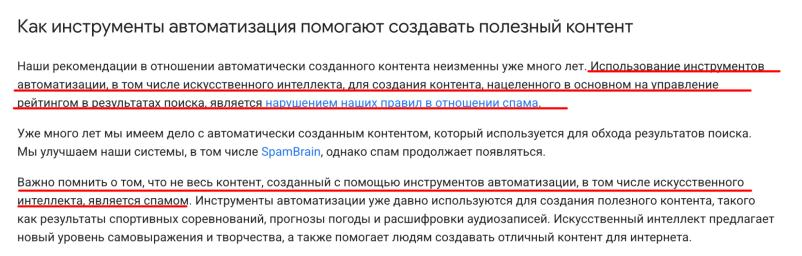 Как инструменты автоматизация помогают создавать полезный контент
Наши рекомендации в отношении автоматически созданного контента неизменны уже много лет. Использование инструментов
автоматизации, в том числе искусственного интеллекта, для создания контента, нацеленного в основном на управление
рейтингом в результатах поиска, является нарушением наших правил в отношении спама.
Уже много лет мы имеем дело с автоматически созданным контентом, который используется для обхода результатов поиска.
Мы улучшаем наши системы, в том числе SpamBrain, однако спам продолжает появляться.
Важно помнить о том, что не весь контент, созданный с помощью инструментов автоматизации, в том числе искусственного
интеллекта, является спамом. Инструменты автоматизации уже давно используются для создания полезного контента, такого
как результаты спортивных соревнований, прогнозы погоды и расшифровки аудиозаписей. Искусственный интеллект предлагает
новый уровень самовыражения и творчества, а также помогает людям создавать отличный контент для интернета.